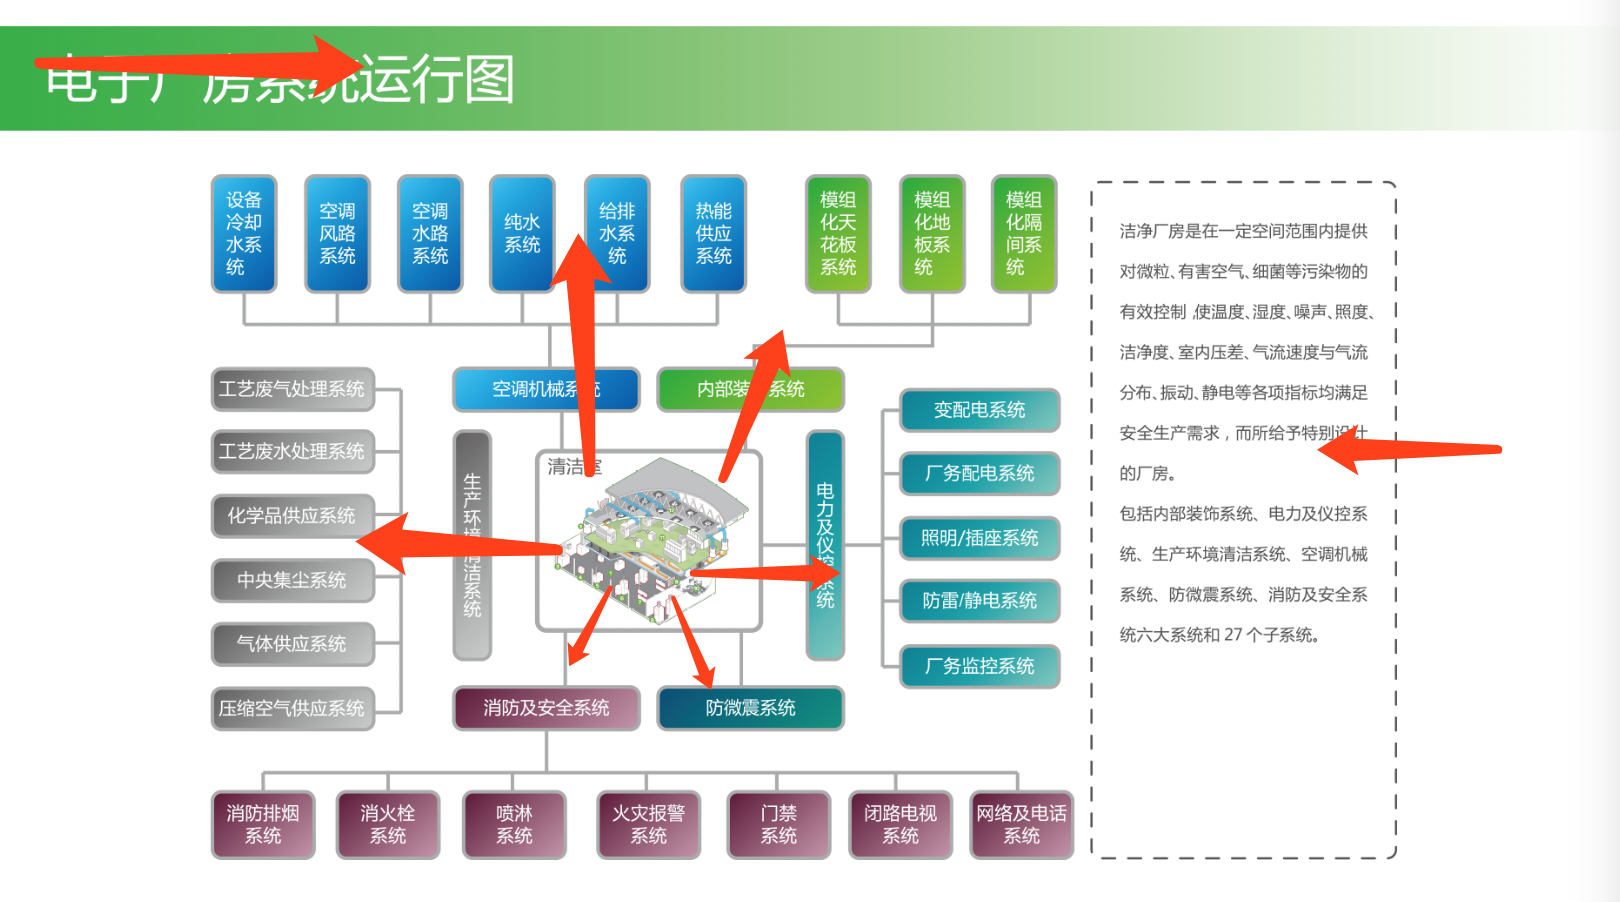 电子厂房系统运行图
设备
冷却
水系
统
空调
风路
系统
空调
水路
系统
纯水
系统
给排
水系
统
热能
供应
系统
模组
化天
花板
系统
模组
化地
板系
统
模组
化隔
间系
统
空调机械系统
内部装饰系统
工艺废气处理系统
工艺废水处理系统
化学品供应系统
中央集尘系统
气体供应系统
压缩空气供应系统
生产环境清洁系统
清洁室
电力及仪控系统
变配电系统
厂务配电系统
照明/插座系统
防雷/静电系统
厂务监控系统
消防及安全系统
防微震系统
消防排烟
系统
消火栓
系统
喷淋
系统
火灾报警
系统
门禁
系统
闭路电视
系统
网络及电话
系统
洁净厂房是在一定空间范围内提供
对微粒、有害空气、细菌等污染物的
有效控制,使温度、湿度、噪声、照度、
洁净度、室内压差、气流速度与气流
分布、振动、静电等各项指标均满足
安全生产需求，而所给予特别设计
的厂房。
包括内部装饰系统、电力及仪控系
统、生产环境清洁系统、空调机械
系统、防微震系统、消防及安全系
统六大系统和 27 个子系统。